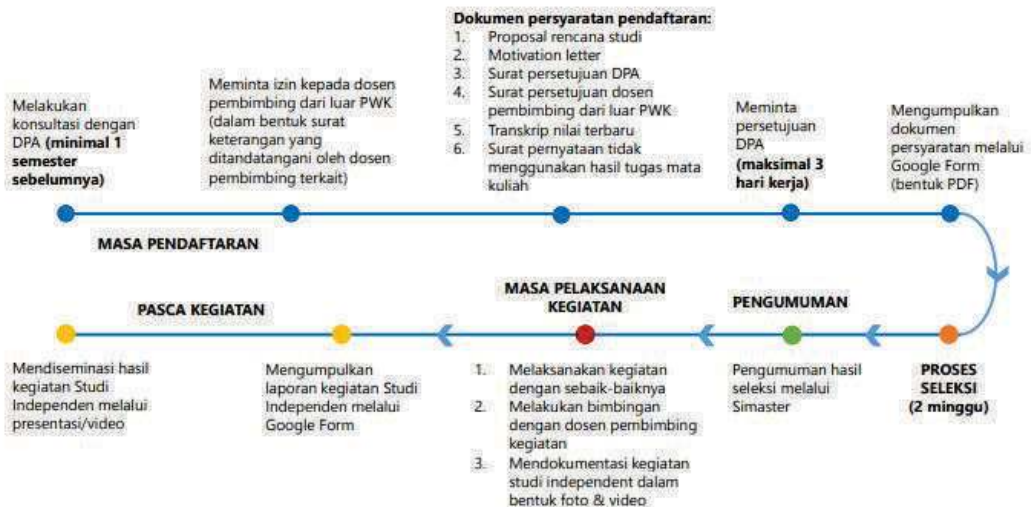 Melakukan
konsultasi dengan
DPA (minimal 1
semester
sebelumnya)
Meminta izin kepada dosen
pembimbing dari luar PWK
(dalam bentuk surat
keterangan yang
ditandatangani oleh dosen
pembimbing terkait)
Dokumen persyaratan pendaftaran:
1. Proposal rencana studi
2. Motivation letter
3. Surat persetujuan DPA
4. Surat persetujuan dosen
pembimbing dari luar PWK
5. Transkrip nilai terbaru
6. Surat pernyataan tidak
menggunakan hasil tugas mata
kuliah
Meminta
persetujuan
DPA
(maksimal 3
hari kerja)
Mengumpulkan
dokumen
persyaratan melalui
Google Form
(bentuk PDF)
MASA PENDAFTARAN
PROSES
SELEKSI
(2 minggu)
PENGUMUMAN
Pengumuman hasil
seleksi melalui
Simaster
MASA PELAKSANAAN
KEGIATAN
1. Melaksanakan kegiatan
dengan sebaik-baiknya
2. Melakukan bimbingan
dengan dosen pembimbing
kegiatan
3. Mendokumentasi kegiatan
studi independent dalam
bentuk foto & video
PASCA KEGIATAN
Mengumpulkan
laporan kegiatan Studi
Independen melalui
Google Form
Mendiseminasi hasil
kegiatan Studi
Independen melalui
presentasi/video